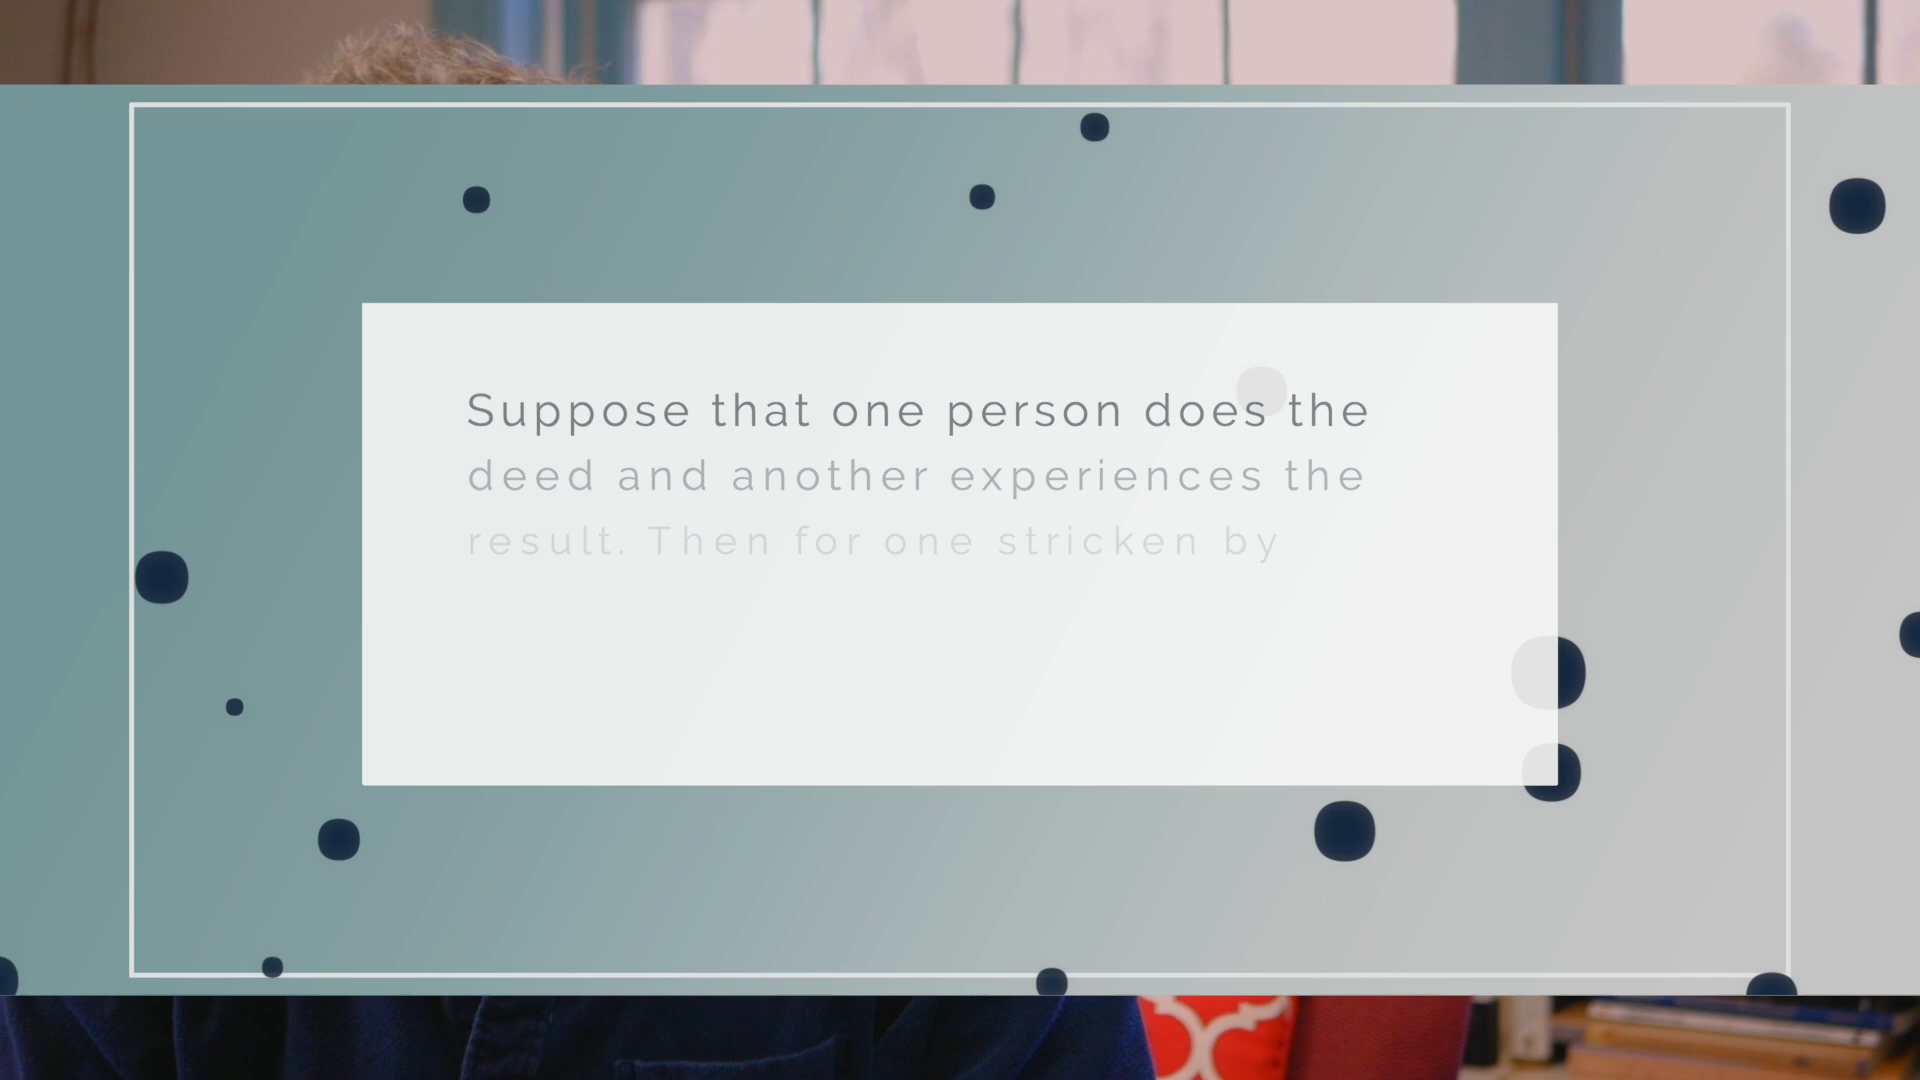 Suppose that one person does the
deed and another experiences the
result. Then for one stricken by